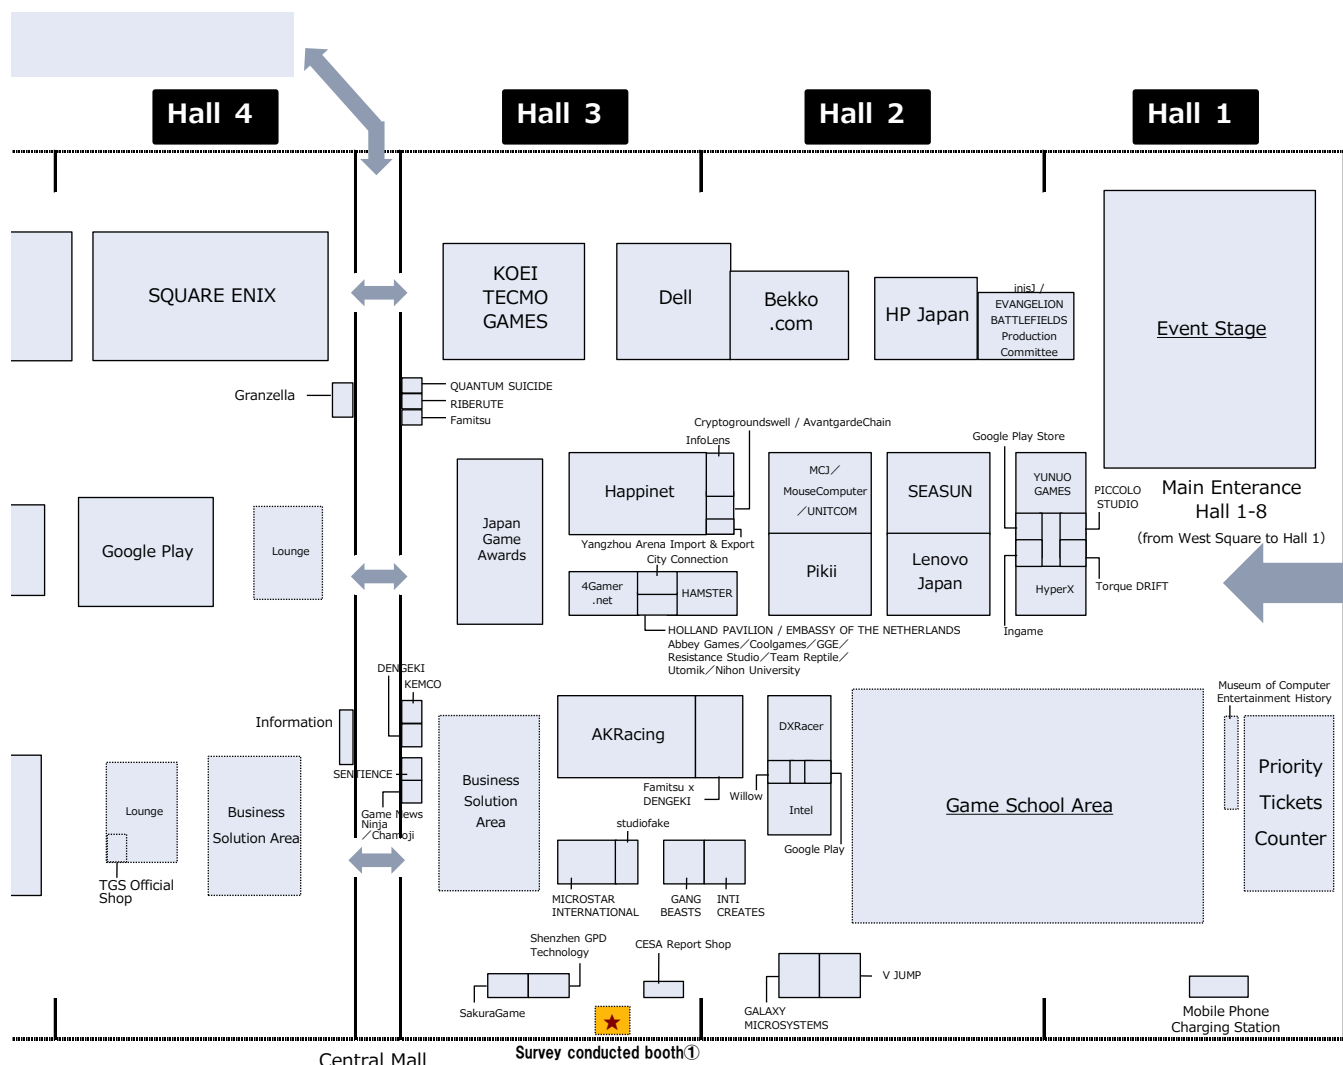 Hall 4
Hall 3
Hall 2
Hall 1
SQUARE ENIX
KOEI
TECMO
GAMES
Dell
Bekko
.com
HP Japan
inisJ /
EVANGELION
BATTLEFIELDS
Production
Committee
Event Stage
Granzella
QUANTUM SUICIDE
RIBERUTE
Famitsu
Cryptogroundswell / AvantgardeChain
InfoLens
Google Play Store
Happinet
MCJ／
MouseComputer
／UNITCOM
SEASUN
YUNUO
GAMES
PICCOLO
STUDIO
Main Enterance
Hall 1-8
(from West Square to Hall 1)
Google Play
Lounge
Japan
Game
Awards
Yangzhou Arena Import & Export
City Connection
4Gamer
.net
HAMSTER
Pikii
Lenovo
Japan
HyperX
Torque DRIFT
Ingame
HOLLAND PAVILION / EMBASSY OF THE NETHERLANDS
Abbey Games／Coolgames／GGE／
Resistance Studio／Team Reptile／
Utomik／Nihon University
DENGEKI
KEMCO
Information
SENTIENCE
Game News
Ninja
／Chamoji
Business
Solution
Area
AKRacing
Famitsu x
DENGEKI
DXRacer
Willow
Intel
Google Play
Game School Area
Museum of Computer
Entertainment History
Priority
Tickets
Counter
Lounge
TGS Official
Shop
Business
Solution Area
studiofake
MICROSTAR
INTERNATIONAL
GANG
BEASTS
INTI
CREATES
Shenzhen GPD
Technology
CESA Report Shop
SakuraGame
GALAXY
MICROSYSTEMS
V JUMP
Mobile Phone
Charging Station
Survey conducted booth①
Central Mall